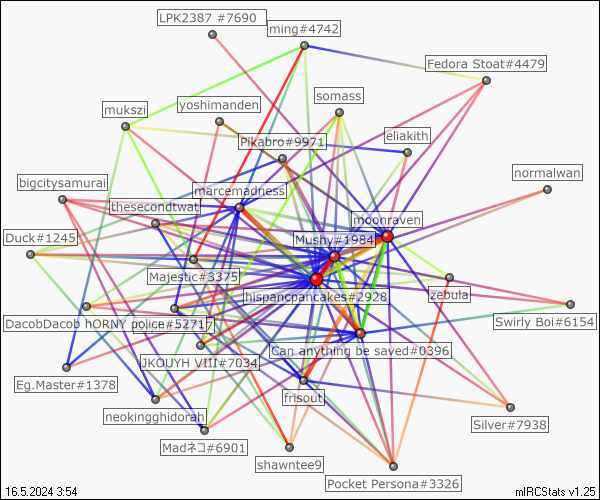 LPK2387 #7690
ming#4742
Fedora Stoat#4479
somass
yoshimanden
mukszi
Pikabro#9971
eliakith
normalwan
bigcitysamurai
marcemadness
thesecondtwat
moonraven
Duck#1245
Mushy#1984
Majestic#3375
hispancpancakes#2928
zebula
DacobDacob hORNY police#52717
Swirly Boi#6154
Can anything be saved#0396
JKOUYH VIII#7034
Eg.Master#1378
frisout
neokingghidorah
Silver#7938
Madネコ#6901
shawntee9
Pocket Persona#3326
16.5.2024 3:54
mIRCStats v1.25